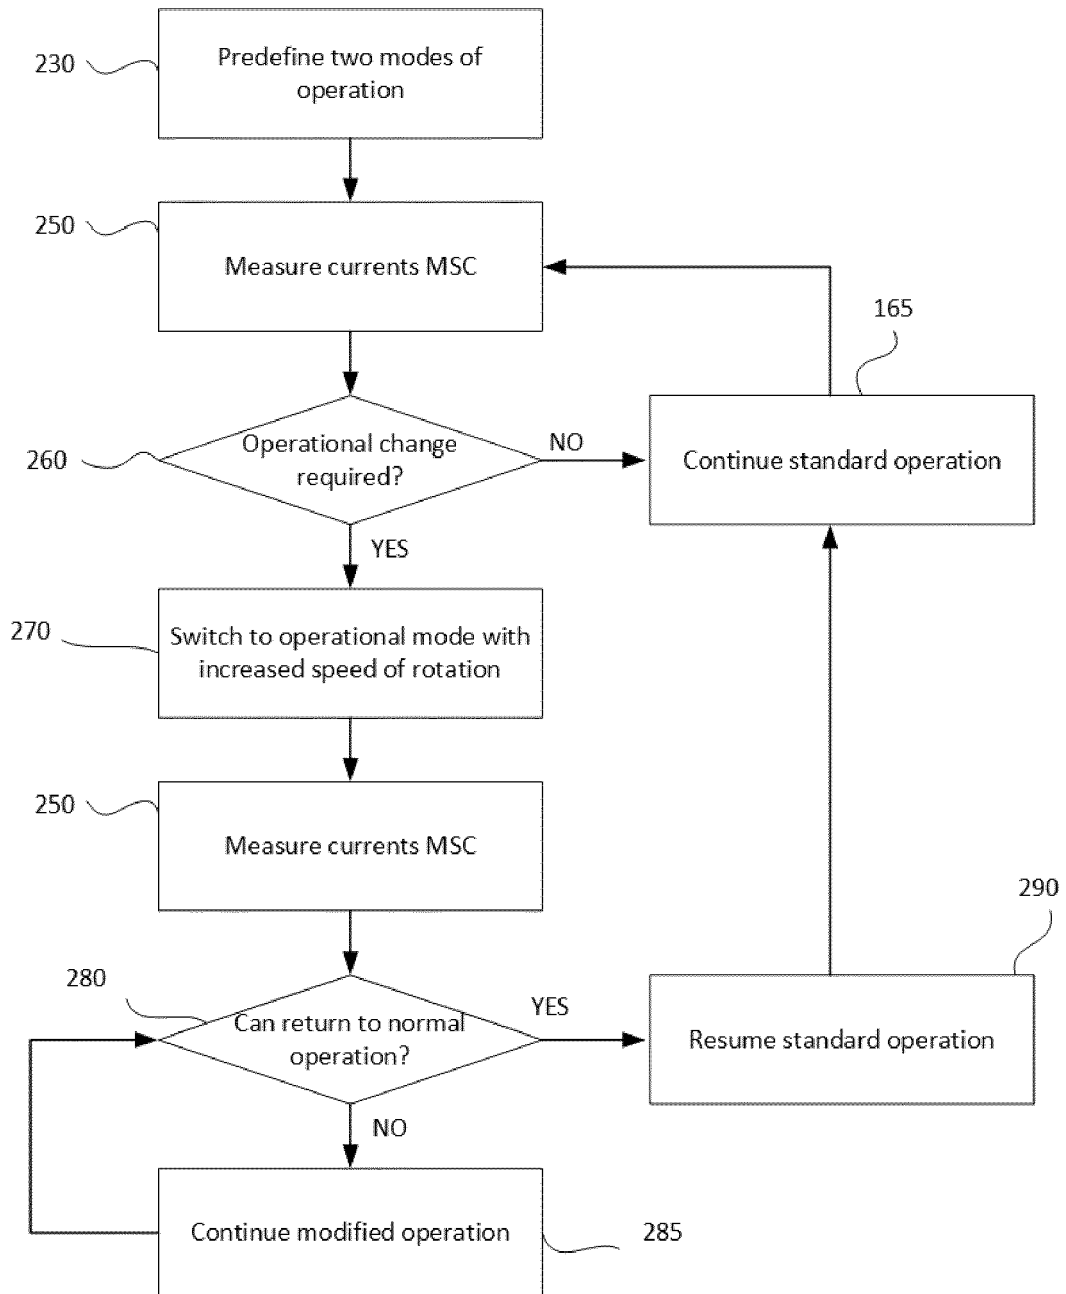 230
Predefine two modes of
operation
250
Measure currents MSC
165
260
Operational change
required?
NO
Continue standard operation
YES
270
Switch to operational mode with
increased speed of rotation
250
Measure currents MSC
290
280
Can return to normal
operation?
YES
Resume standard operation
NO
Continue modified operation
285